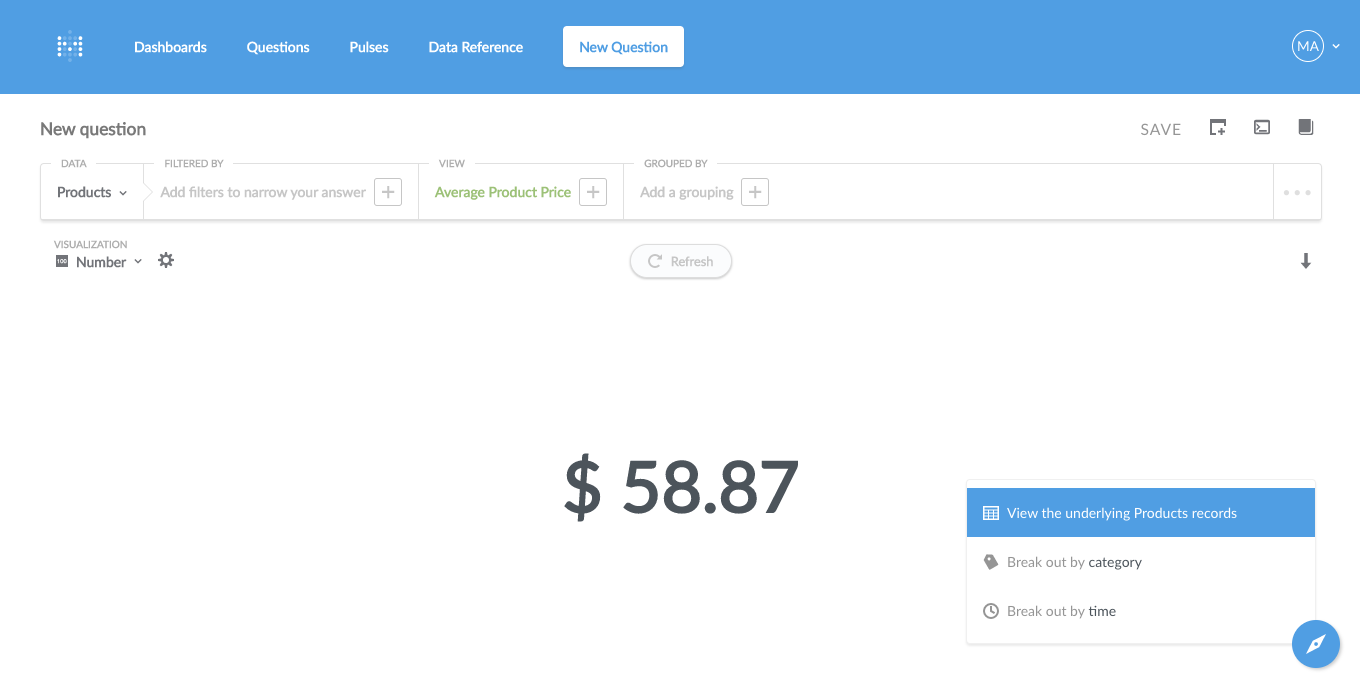 Dashboards Questions Pulses Data Reference New Question MA
New question SAVE
DATA FILTERED BY VIEW GROUPED BY
Products Add filters to narrow your answer Average Product Price Add a grouping
VISUALIZATION
100 Number Refresh
$ 58.87
View the underlying Products records
Break out by category
Break out by time